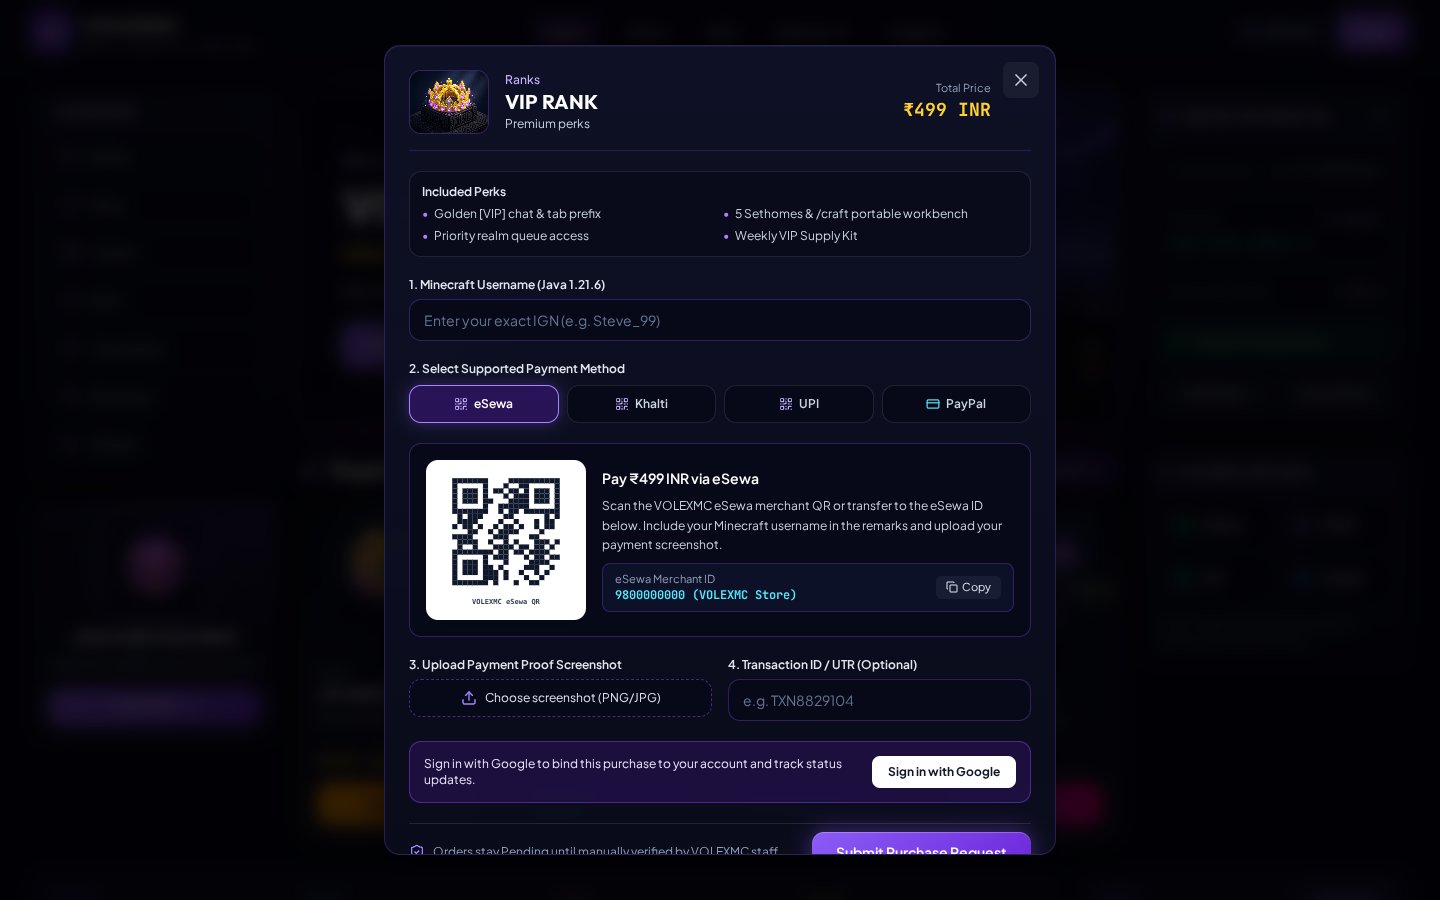 Ranks
VIP RANK
Premium perks
Total Price
₹499 INR
Included Perks
• Golden [VIP] chat & tab prefix
• 5 Sethomes & /craft portable workbench
• Priority realm queue access
• Weekly VIP Supply Kit
1. Minecraft Username (Java 1.21.6)
Enter your exact IGN (e.g. Steve_99)
2. Select Supported Payment Method
eSewa
Khalti
UPI
PayPal
VOLEXMC eSewa QR
Pay ₹499 INR via eSewa
Scan the VOLEXMC eSewa merchant QR or transfer to the eSewa ID
below. Include your Minecraft username in the remarks and upload your
payment screenshot.
eSewa Merchant ID
9800000000 (VOLEXMC Store)
Copy
3. Upload Payment Proof Screenshot
Choose screenshot (PNG/JPG)
4. Transaction ID / UTR (Optional)
e.g. TXN8829104
Sign in with Google to bind this purchase to your account and track status
updates.
Sign in with Google
Orders stay Pending until manually verified by VOLEXMC staff
Submit Purchase Request